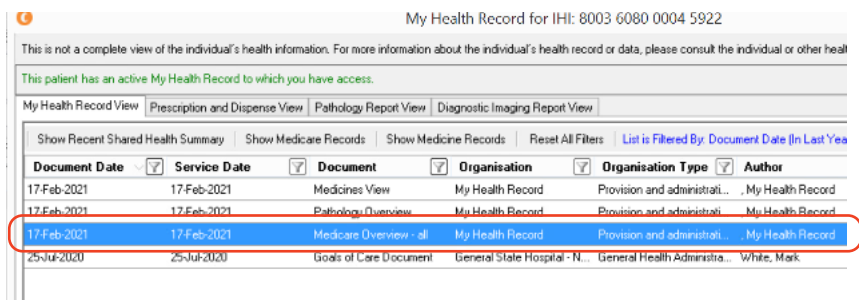 My Health Record for IHI: 8003 6080 0004 5922
This is not a complete view of the individual's health information. For more information about the individual's health record or data, please consult the individual or other healt
This patient has an active My Health Record to which you have access.
My Health Record View Prescription and Dispense View Pathology Report View Diagnostic Imaging Report View
Show Recent Shared Health Summary Show Medicare Records Show Medicine Records Reset All Filters List is Filtered By: Document Date (In Last Yea
Document Date Service Date Document Organisation Organisation Type Author
17-Feb-2021 17-Feb-2021 Medicines View My Health Record Provision and administrati... , My Health Record
17-Feb-2021 17-Feb-2021 Pathology Overview My Health Record Provision and administrati... , My Health Record
17-Feb-2021 17-Feb-2021 Medicare Overview - all My Health Record Provision and administrati... , My Health Record
25-Jul-2020 25-Jul-2020 Goals of Care Document General State Hospital - N... General Health Administra... White, Mark